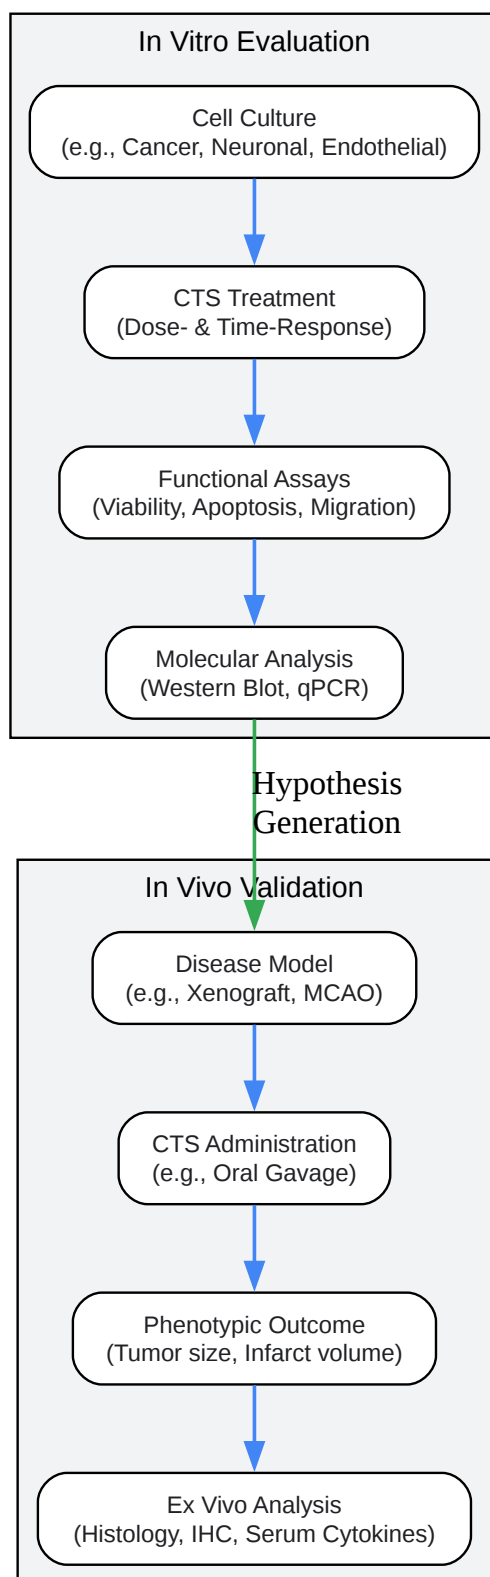 In Vitro Evaluation
Cell Culture
(e.g., Cancer, Neuronal, Endothelial)
CTS Treatment
(Dose- & Time-Response)
Functional Assays
(Viability, Apoptosis, Migration)
Molecular Analysis
(Western Blot, qPCR)
Hypothesis
Generation
In Vivo Validation
Disease Model
(e.g., Xenograft, MCAO)
CTS Administration
(e.g., Oral Gavage)
Phenotypic Outcome
(Tumor size, Infarct volume)
Ex Vivo Analysis
(Histology, IHC, Serum Cytokines)